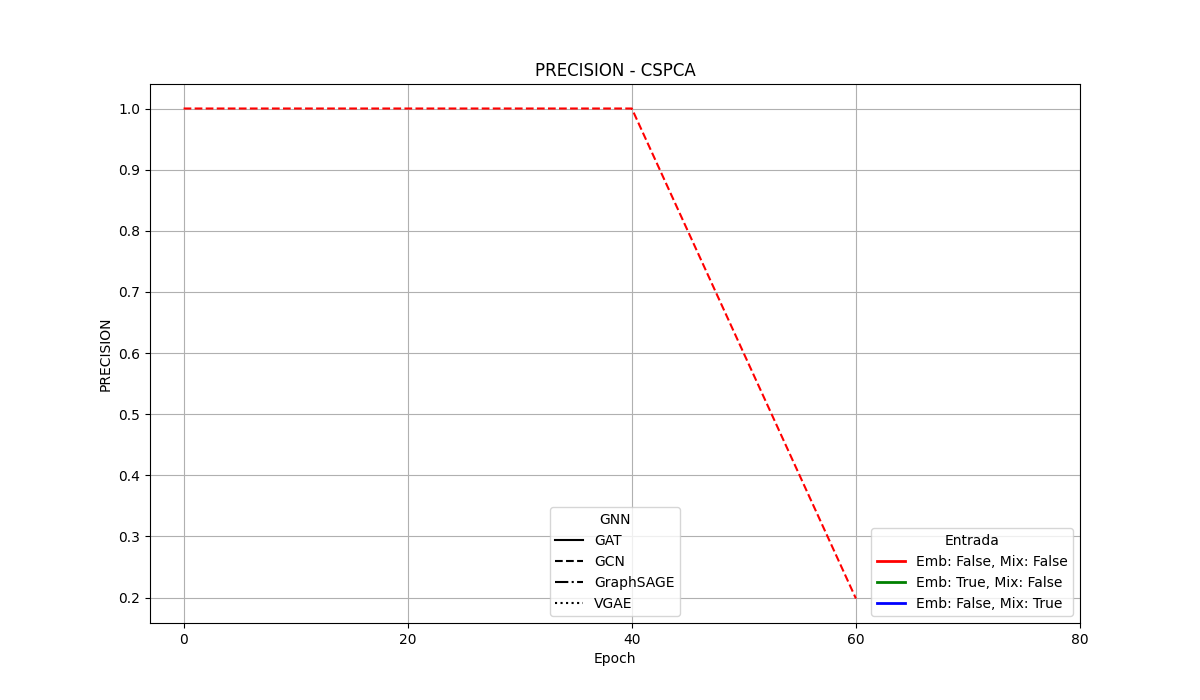 PRECISION - CSPCA
PRECISION
1.0
0.9
0.8
0.7
0.6
0.5
0.4
0.3
0.2
GNN
GAT
GCN
GraphSAGE
VGAE
Entrada
Emb: False, Mix: False
Emb: True, Mix: False
Emb: False, Mix: True
0 20 40 60 80
Epoch